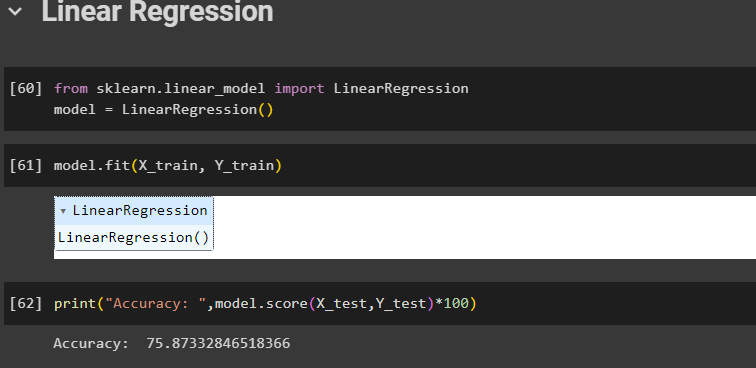 Linear Regression
[60] from sklearn.linear_model import LinearRegression
model = LinearRegression()
[61] model.fit(X_train, Y_train)
LinearRegression
LinearRegression()
[62] print("Accuracy: ",model.score(X_test,Y_test)*100)
Accuracy:  75.87332846518366